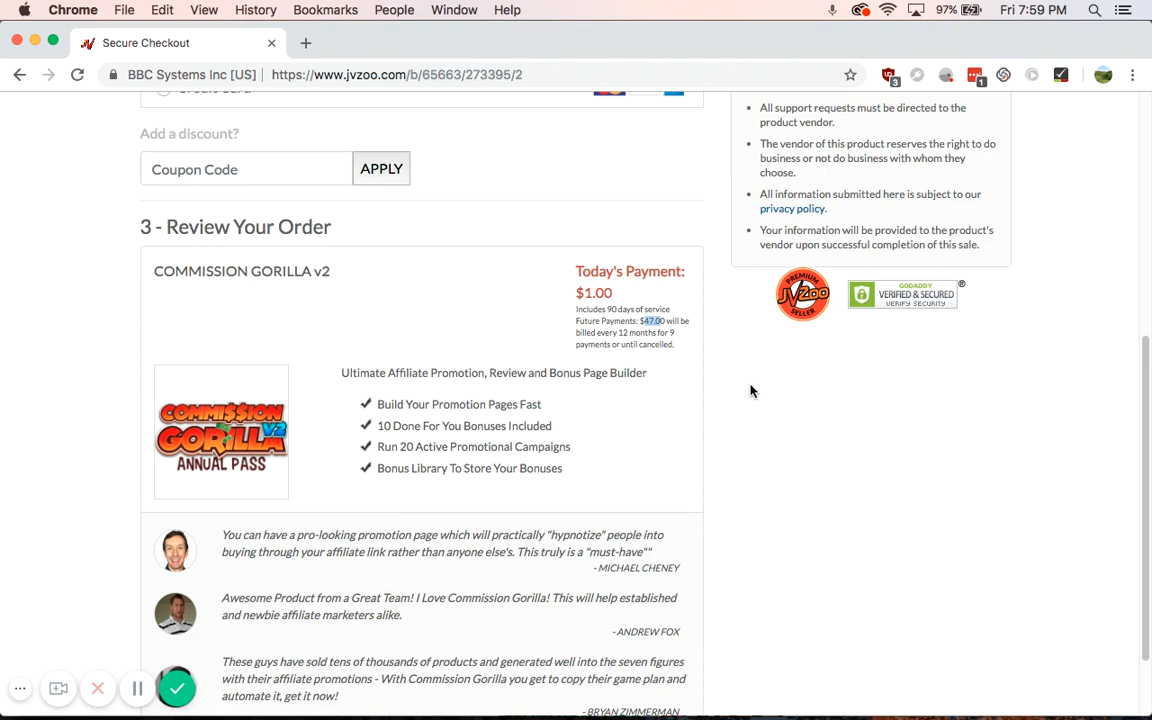 Chrome File Edit View History Bookmarks People Window Help 97% Fri 7:59 PM
Secure Checkout
BBC Systems Inc [US] https://www.jvzoo.com/b/65663/273395/2
3
1
Credit Card
Add a discount?
Coupon Code APPLY
3 - Review Your Order
COMMISSION GORILLA v2
Today's Payment:
$1.00
Includes 90 days of service
Future Payments: $47.00 will be
billed every 12 months for 9
payments or until cancelled.
COMMI$$ION
GORILLA V2
ANNUAL PASS
Ultimate Affiliate Promotion, Review and Bonus Page Builder
Build Your Promotion Pages Fast
10 Done For You Bonuses Included
Run 20 Active Promotional Campaigns
Bonus Library To Store Your Bonuses
You can have a pro-looking promotion page which will practically "hypnotize" people into
buying through your affiliate link rather than anyone else's. This truly is a "must-have""
- MICHAEL CHENEY
Awesome Product from a Great Team! I Love Commission Gorilla! This will help established
and newbie affiliate marketers alike.
- ANDREW FOX
These guys have sold tens of thousands of products and generated well into the seven figures
with their affiliate promotions - With Commission Gorilla you get to copy their game plan and
automate it, get it now!
- BRYAN ZIMMERMAN
All support requests must be directed to the
product vendor.
The vendor of this product reserves the right to do
business or not do business with whom they
choose.
All information submitted here is subject to our
privacy policy.
Your information will be provided to the product's
vendor upon successful completion of this sale.
PREMIUM
JVZoo
SELLER
GODADDY
VERIFIED & SECURED
VERIFY SECURITY
®